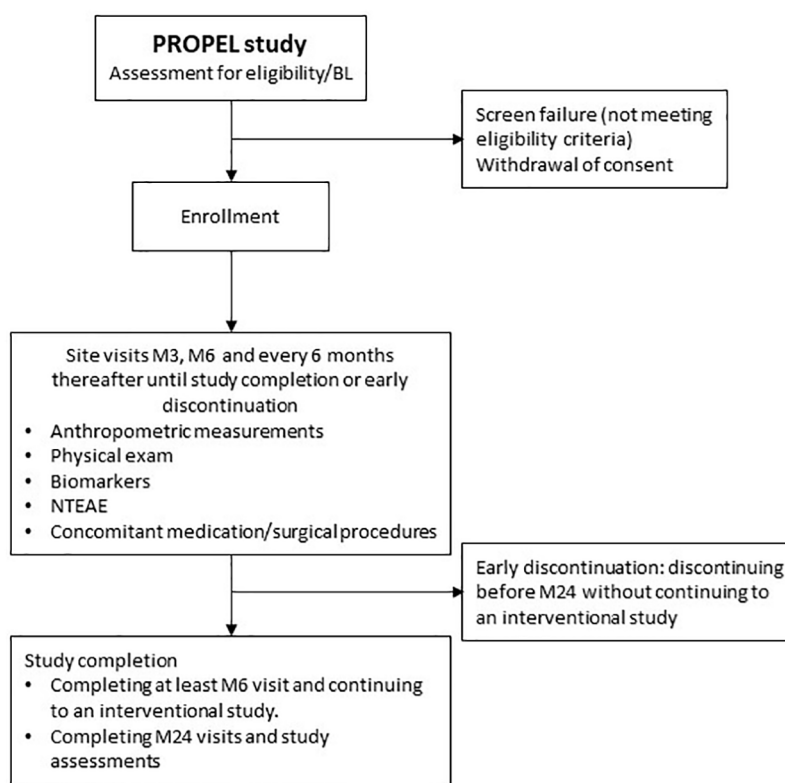 PROPEL study
Assessment for eligibility/BL
Screen failure (not meeting
eligibility criteria)
Withdrawal of consent
Enrollment
Site visits M3, M6 and every 6 months
thereafter until study completion or early
discontinuation
• Anthropometric measurements
• Physical exam
• Biomarkers
• NTEAE
• Concomitant medication/surgical procedures
Early discontinuation: discontinuing
before M24 without continuing to
an interventional study
Study completion
• Completing at least M6 visit and continuing
to an interventional study.
• Completing M24 visits and study
assessments